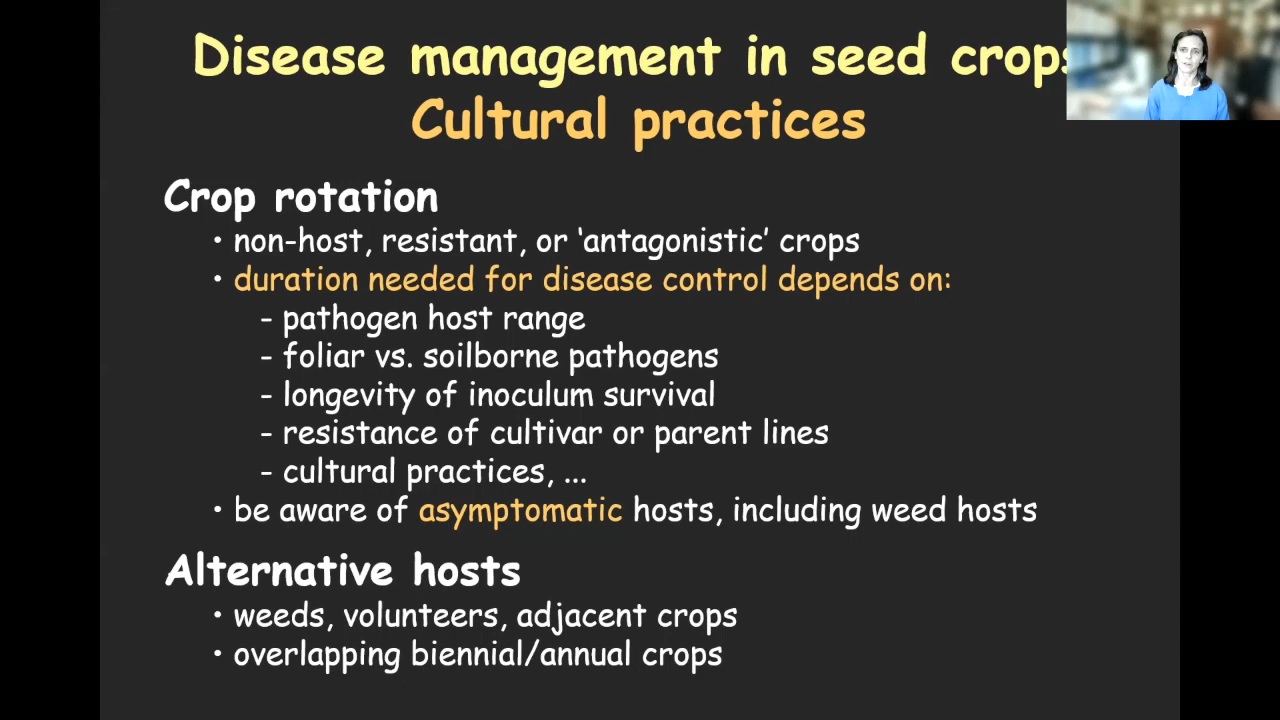 Disease management in seed crops
Cultural practices
Crop rotation
• non-host, resistant, or ‘antagonistic’ crops
• duration needed for disease control depends on:
- pathogen host range
- foliar vs. soilborne pathogens
- longevity of inoculum survival
- resistance of cultivar or parent lines
- cultural practices, ...
• be aware of asymptomatic hosts, including weed hosts
Alternative hosts
• weeds, volunteers, adjacent crops
• overlapping biennial/annual crops